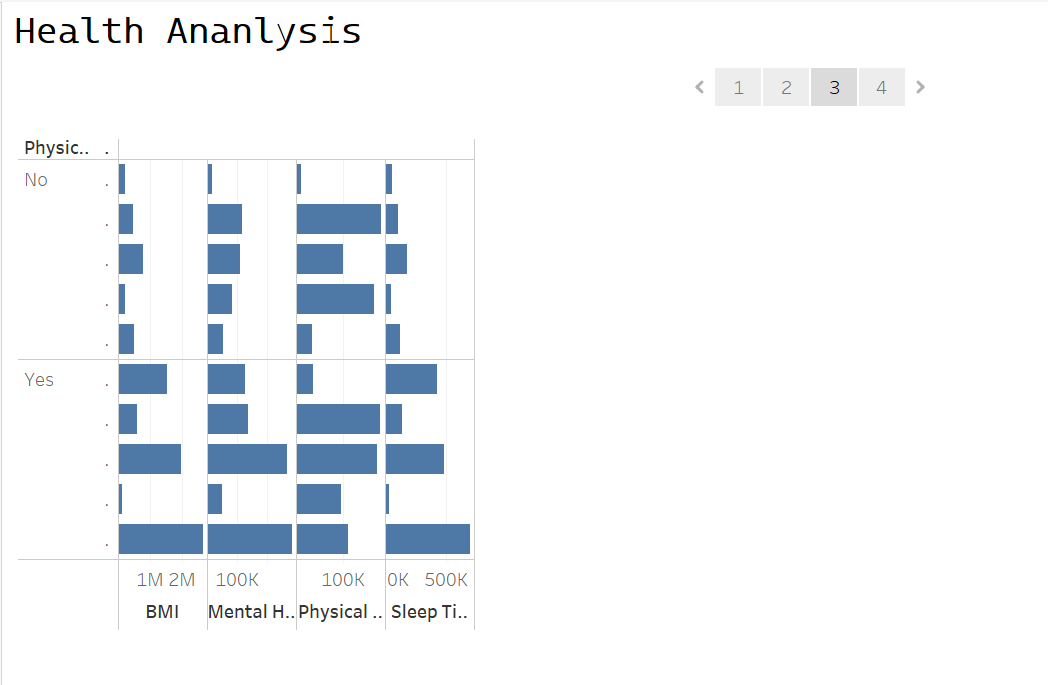 Health Ananlysis
1 2 3 4
Physic.. .
No .
.
.
.
.
Yes .
.
.
.
.
1M 2M 100K 100K 0K 500K
BMI Mental H.. Physical .. Sleep Ti..